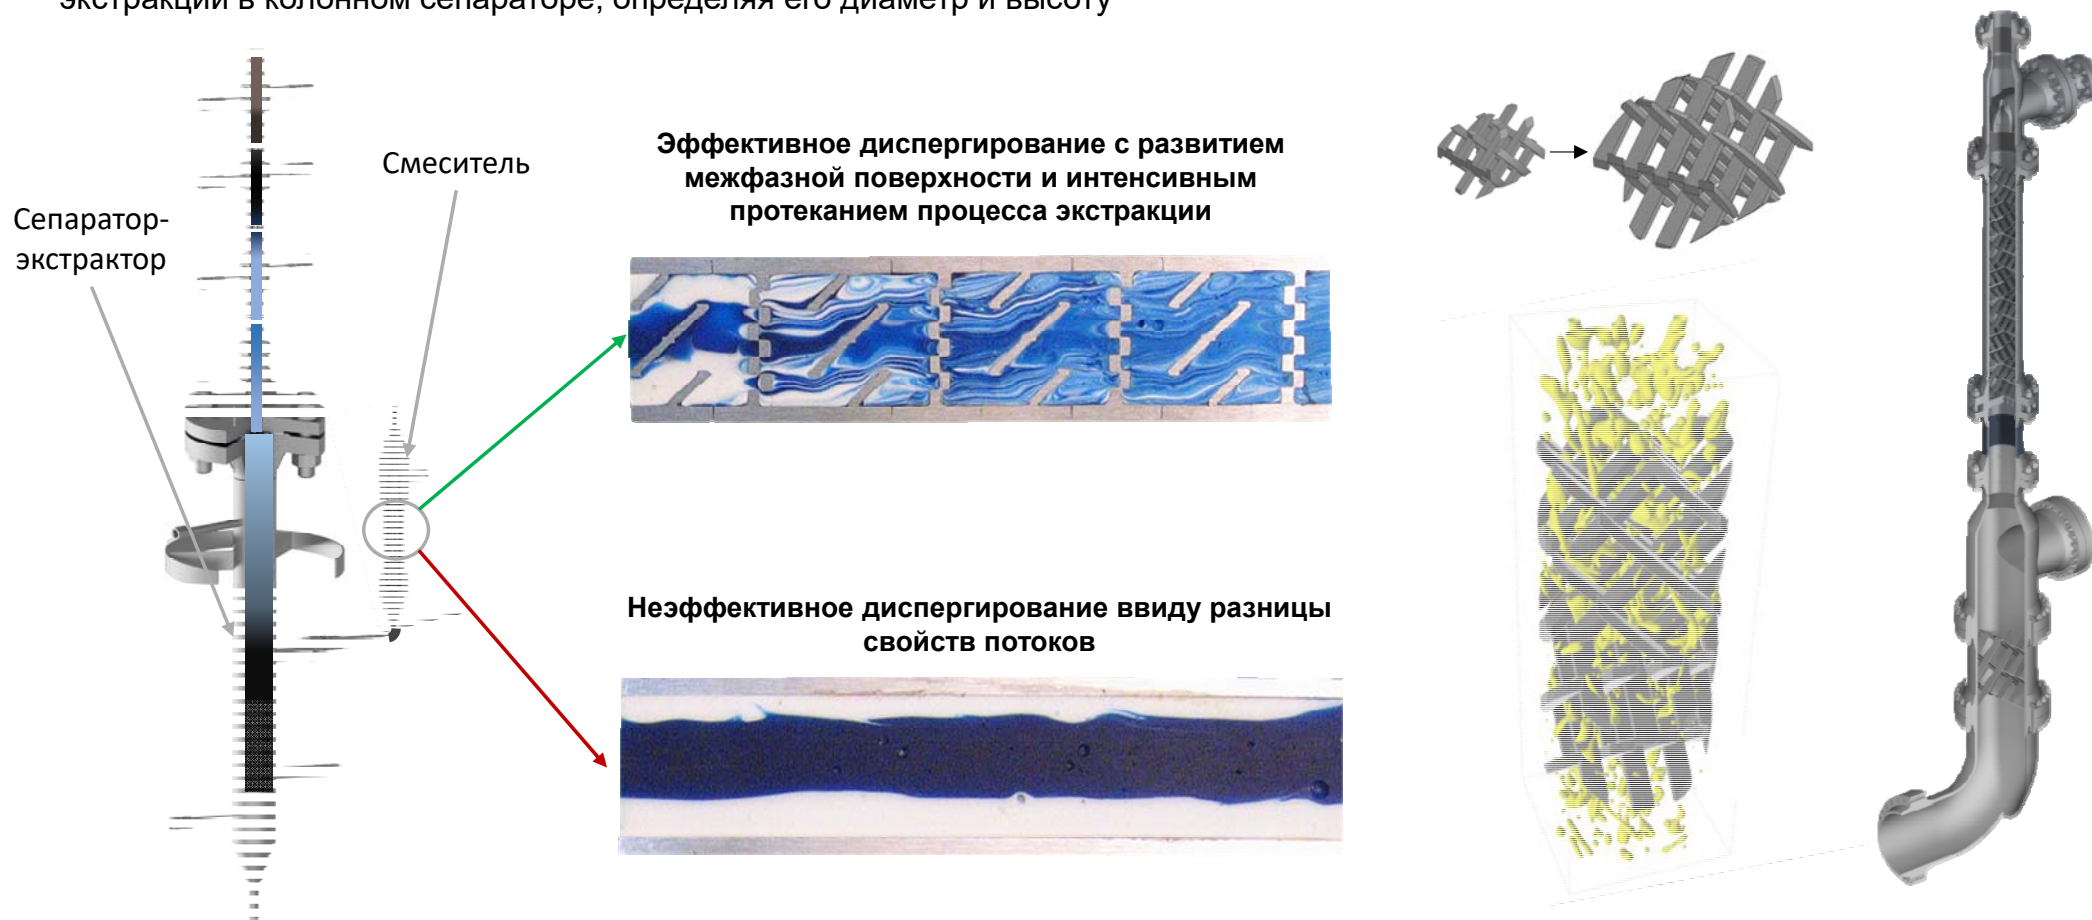 экстракции в колонном сепараторе, определяя его диаметр и высоту
Смеситель
Сепаратор-
экстрактор
Эффективное диспергирование с развитием
межфазной поверхности и интенсивным
протеканием процесса экстракции
Неэффективное диспергирование ввиду разницы
свойств потоков